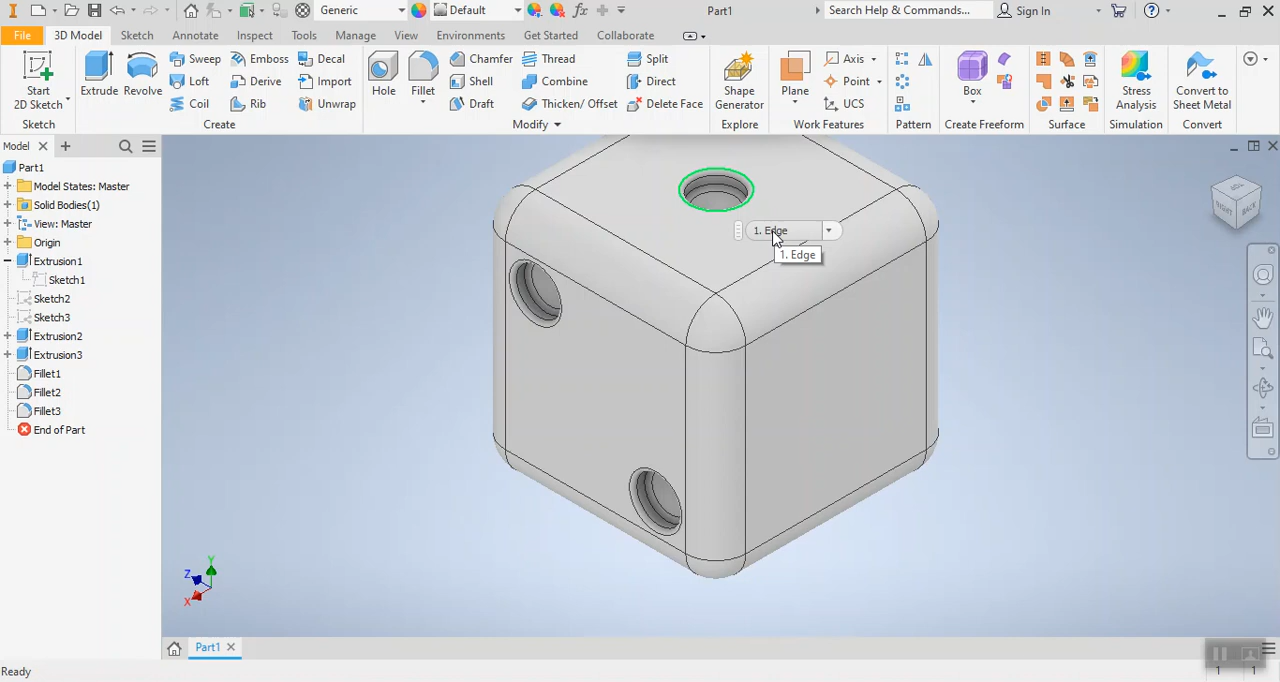 Generic
Default
Part1
Search Help & Commands...
Sign In
File
3D Model
Sketch
Annotate
Inspect
Tools
Manage
View
Environments
Get Started
Collaborate
Start
2D Sketch
Extrude
Revolve
Sweep
Loft
Coil
Emboss
Derive
Rib
Decal
Import
Unwrap
Hole
Fillet
Chamfer
Shell
Draft
Thread
Combine
Thicken/ Offset
Split
Direct
Delete Face
Shape
Generator
Plane
Axis
Point
UCS
Box
Stress
Analysis
Convert to
Sheet Metal
Sketch
Create
Modify
Explore
Work Features
Pattern
Create Freeform
Surface
Simulation
Convert
Model
Part1
Model States: Master
Solid Bodies(1)
View: Master
Origin
Extrusion1
Sketch1
Sketch2
Sketch3
Extrusion2
Extrusion3
Fillet1
Fillet2
Fillet3
End of Part
1. Edge
1. Edge
RIGHT
BACK
Y
Z
X
Part1
Ready
1
1